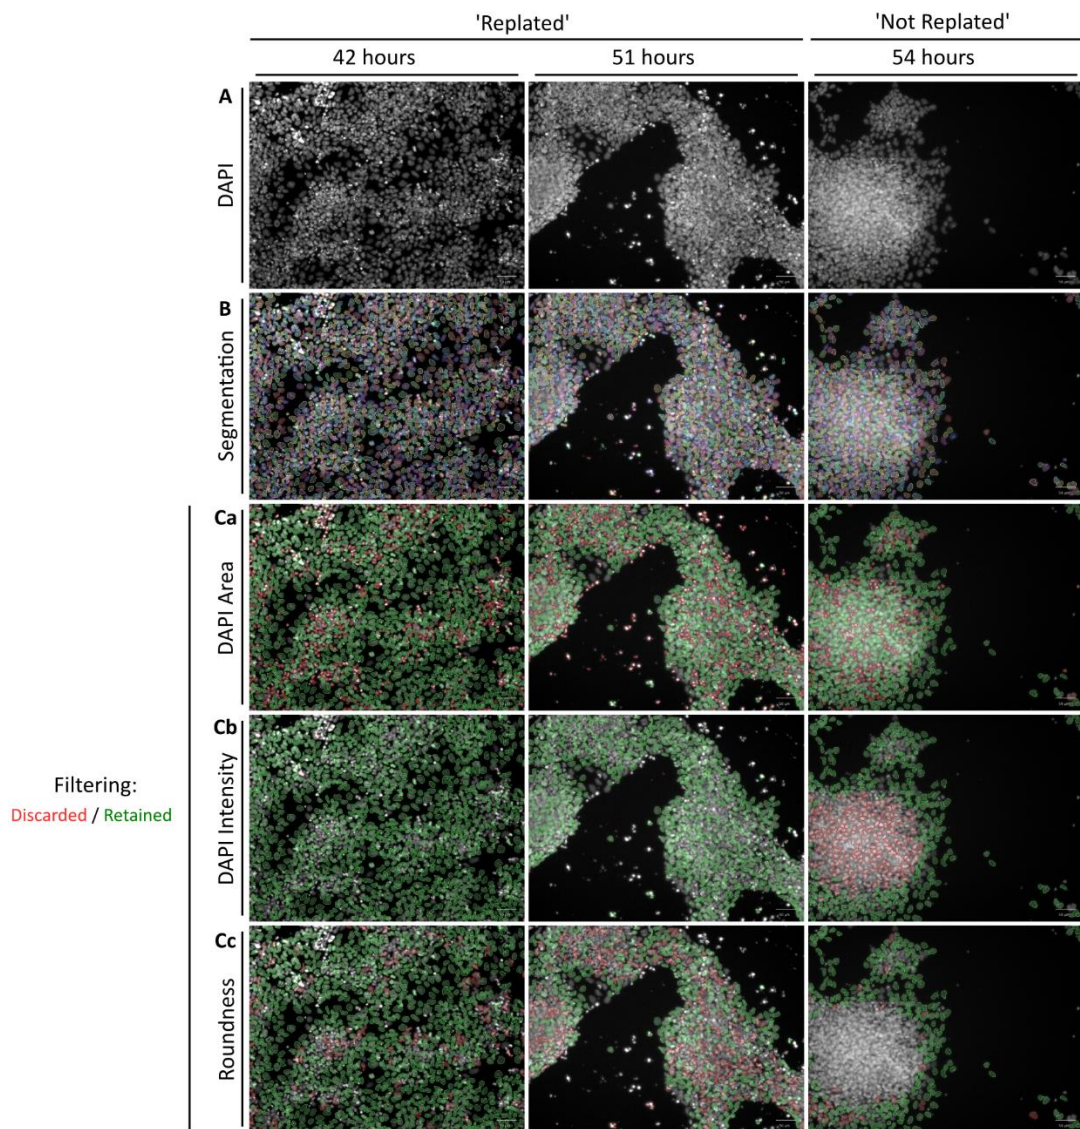 'Replated' 'Not Replated'
42 hours 51 hours 54 hours
A
DAPI
B
Segmentation
Ca
DAPI Area
Cb
DAPI Intensity
Cc
Roundness
Filtering:
Discarded / Retained